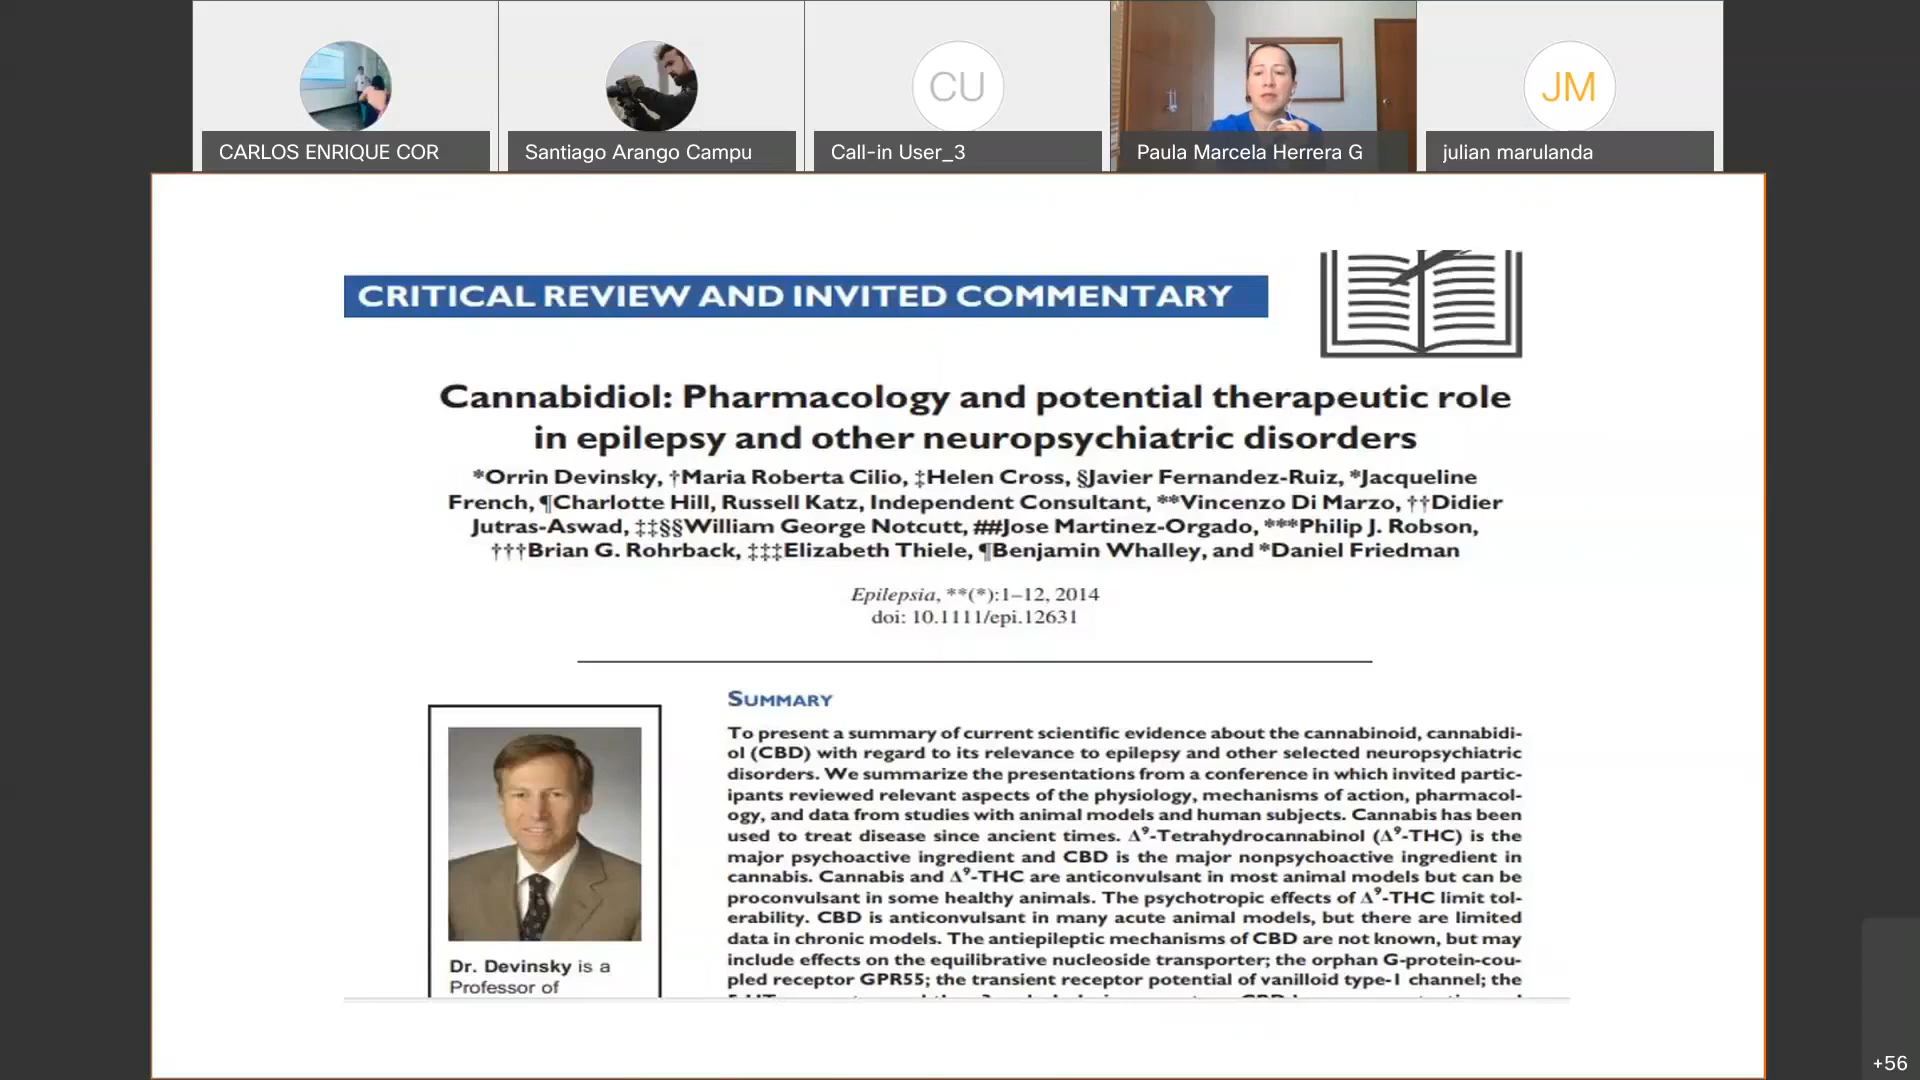 CU
JM
CARLOS ENRIQUE COR
Santiago Arango Campu
Call-in User_3
Paula Marcela Herrera G
julian marulanda
CRITICAL REVIEW AND INVITED COMMENTARY
Cannabidiol: Pharmacology and potential therapeutic role
in epilepsy and other neuropsychiatric disorders
*Orrin Devinsky, †Maria Roberta Cilio, ‡Helen Cross, §Javier Fernandez-Ruiz, *Jacqueline
French, ¶Charlotte Hill, Russell Katz, Independent Consultant, **Vincenzo Di Marzo, ††Didier
Jutras-Aswad, ‡‡§§William George Notcutt, ##Jose Martinez-Orgado, ***Philip J. Robson,
†††Brian G. Rohrback, ‡‡‡Elizabeth Thiele, ¶Benjamin Whalley, and *Daniel Friedman
Epilepsia, **(*):1–12, 2014
doi: 10.1111/epi.12631
SUMMARY
To present a summary of current scientific evidence about the cannabinoid, cannabidi-
ol (CBD) with regard to its relevance to epilepsy and other selected neuropsychiatric
disorders. We summarize the presentations from a conference in which invited partic-
ipants reviewed relevant aspects of the physiology, mechanisms of action, pharmacol-
ogy, and data from studies with animal models and human subjects. Cannabis has been
used to treat disease since ancient times. Δ⁹-Tetrahydrocannabinol (Δ⁹-THC) is the
major psychoactive ingredient and CBD is the major nonpsychoactive ingredient in
cannabis. Cannabis and Δ⁹-THC are anticonvulsant in most animal models but can be
proconvulsant in some healthy animals. The psychotropic effects of Δ⁹-THC limit tol-
erability. CBD is anticonvulsant in many acute animal models, but there are limited
data in chronic models. The antiepileptic mechanisms of CBD are not known, but may
include effects on the equilibrative nucleoside transporter; the orphan G-protein-cou-
pled receptor GPR55; the transient receptor potential of vanilloid type-1 channel; the
Dr. Devinsky is a
Professor of
+56